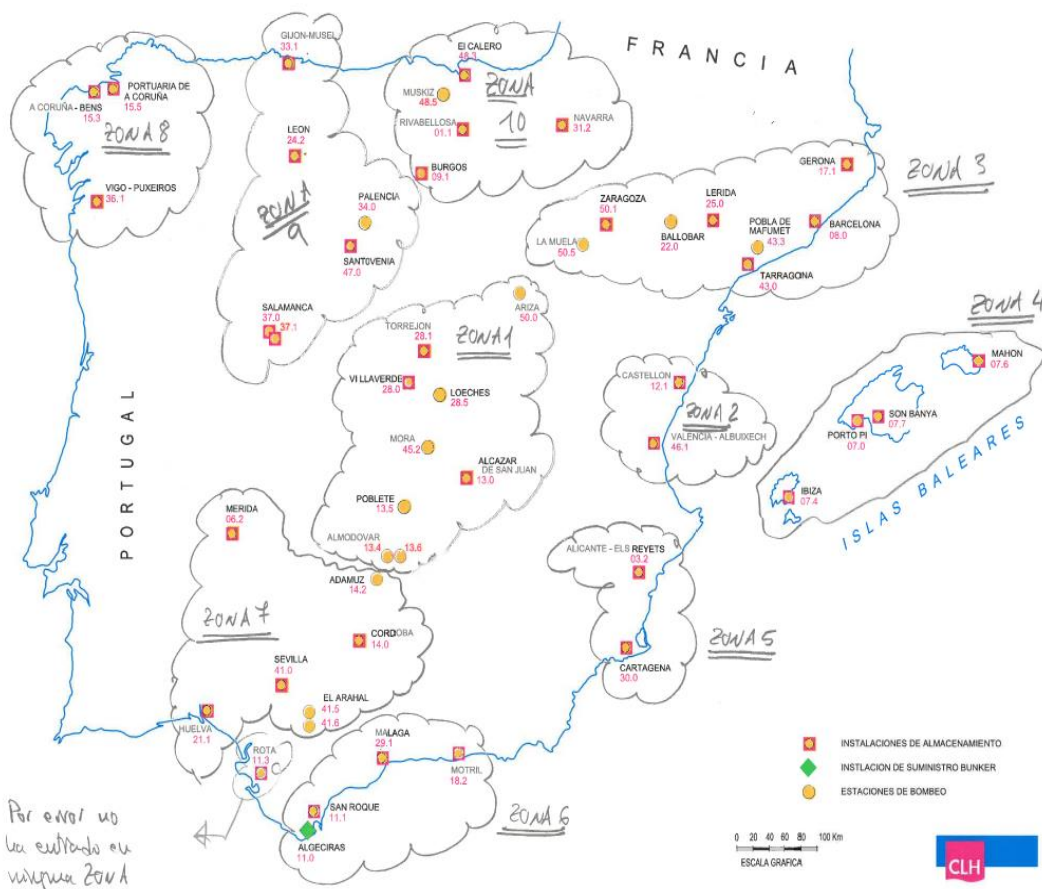 GIJON-MUSEL
33.1
El CALERO
48.3
FRANCIA
PORTUARIA DE
A CORUÑA
15.5
A CORUÑA - BENS
15.3
ZONA 8
MUSKIZ
48.5
ZONA
10
RIVABELLOSA
01.1
NAVARRA
31.2
LEON
24.2
BURGOS
09.1
GERONA
17.1
ZONA 3
VIGO - PUXEIROS
36.1
ZONA
9
PALENCIA
34.0
ZARAGOZA
50.1
LERIDA
25.0
BALLOBAR
22.0
POBLA DE
MAFUMET
43.3
BARCELONA
08.0
LA MUELA
50.5
SANTOVENIA
47.0
TARRAGONA
43.0
SALAMANCA
37.0
37.1
ARIZA
50.0
ZONA 4
TORREJON
28.1
ZONA 1
MAHON
07.6
VILLAVERDE
28.0
LOECHES
28.5
CASTELLON
12.1
ZONA 2
SON BANYA
07.7
PORTO PI
07.0
PORTUGAL
MORA
45.2
VALENCIA - ALBUIXECH
46.1
ALCAZAR
DE SAN JUAN
13.0
IBIZA
07.4
ISLAS BALEARES
POBLETE
13.5
MERIDA
06.2
ALMODOVAR
13.4
13.6
ALICANTE - ELS REYETS
03.2
ADAMUZ
14.2
ZONA 7
CORDOBA
14.0
ZONA 5
SEVILLA
41.0
CARTAGENA
30.0
EL ARAHAL
41.5
41.6
HUELVA
21.1
ROTA
11.3
MALAGA
29.1
MOTRIL
18.2
INSTALACIONES DE ALMACENAMIENTO
INSTLACION DE SUMINISTRO BUNKER
ESTACIONES DE BOMBEO
SAN ROQUE
11.1
ZONA 6
ALGECIRAS
11.0
Por error no
ha entrado en
ninguna ZONA
0 20 40 60 80 100 Km
ESCALA GRAFICA
CLH